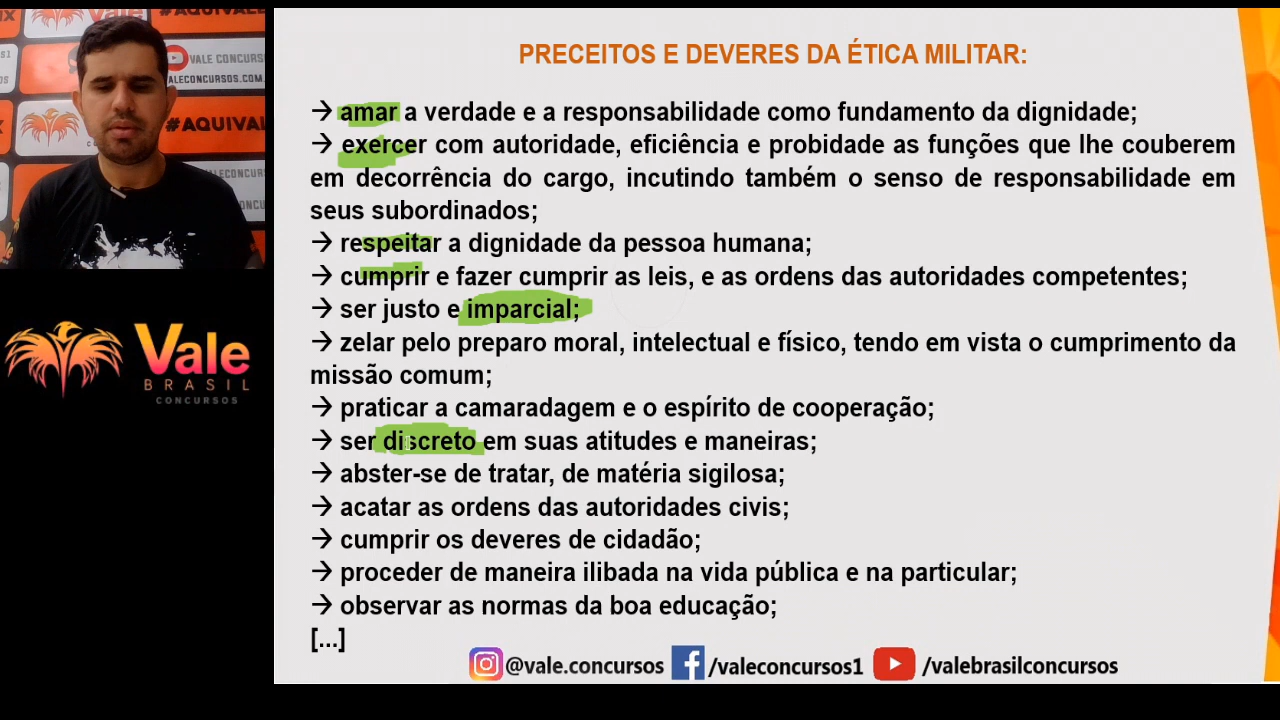 Vale
VALE CONCURSOS
VALECONCURSOS.COM.
#AQUIVAL
#AQUIVAL
Vale
BRASIL
CONCURSOS
PRECEITOS E DEVERES DA ÉTICA MILITAR:
→ amar a verdade e a responsabilidade como fundamento da dignidade;
→ exercer com autoridade, eficiência e probidade as funções que lhe couberem
em decorrência do cargo, incutindo também o senso de responsabilidade em
seus subordinados;
→ respeitar a dignidade da pessoa humana;
→ cumprir e fazer cumprir as leis, e as ordens das autoridades competentes;
→ ser justo e imparcial;
→ zelar pelo preparo moral, intelectual e físico, tendo em vista o cumprimento da
missão comum;
→ praticar a camaradagem e o espírito de cooperação;
→ ser discreto em suas atitudes e maneiras;
→ abster-se de tratar, de matéria sigilosa;
→ acatar as ordens das autoridades civis;
→ cumprir os deveres de cidadão;
→ proceder de maneira ilibada na vida pública e na particular;
→ observar as normas da boa educação;
[...]
@vale.concursos /valeconcursos1 /valebrasilconcursos